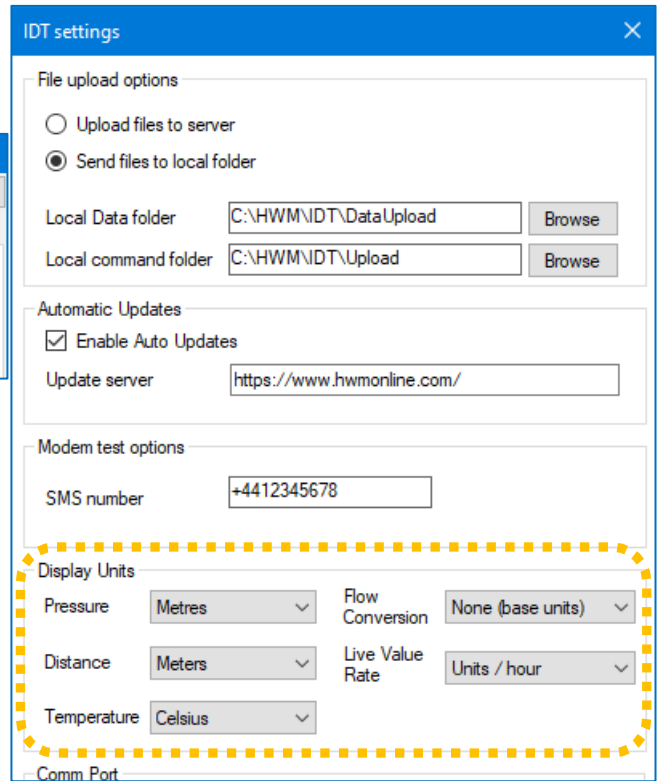 IDT settings
File upload options
Upload files to server
Send files to local folder
Local Data folder C:\HWM\IDT\DataUpload Browse
Local command folder C:\HWM\IDT\Upload Browse
Automatic Updates
Enable Auto Updates
Update server https://www.hwmonline.com/
Modem test options
SMS number +4412345678
Display Units
Pressure Metres Flow Conversion None (base units)
Distance Meters Live Value Rate Units / hour
Temperature Celsius
Comm Port